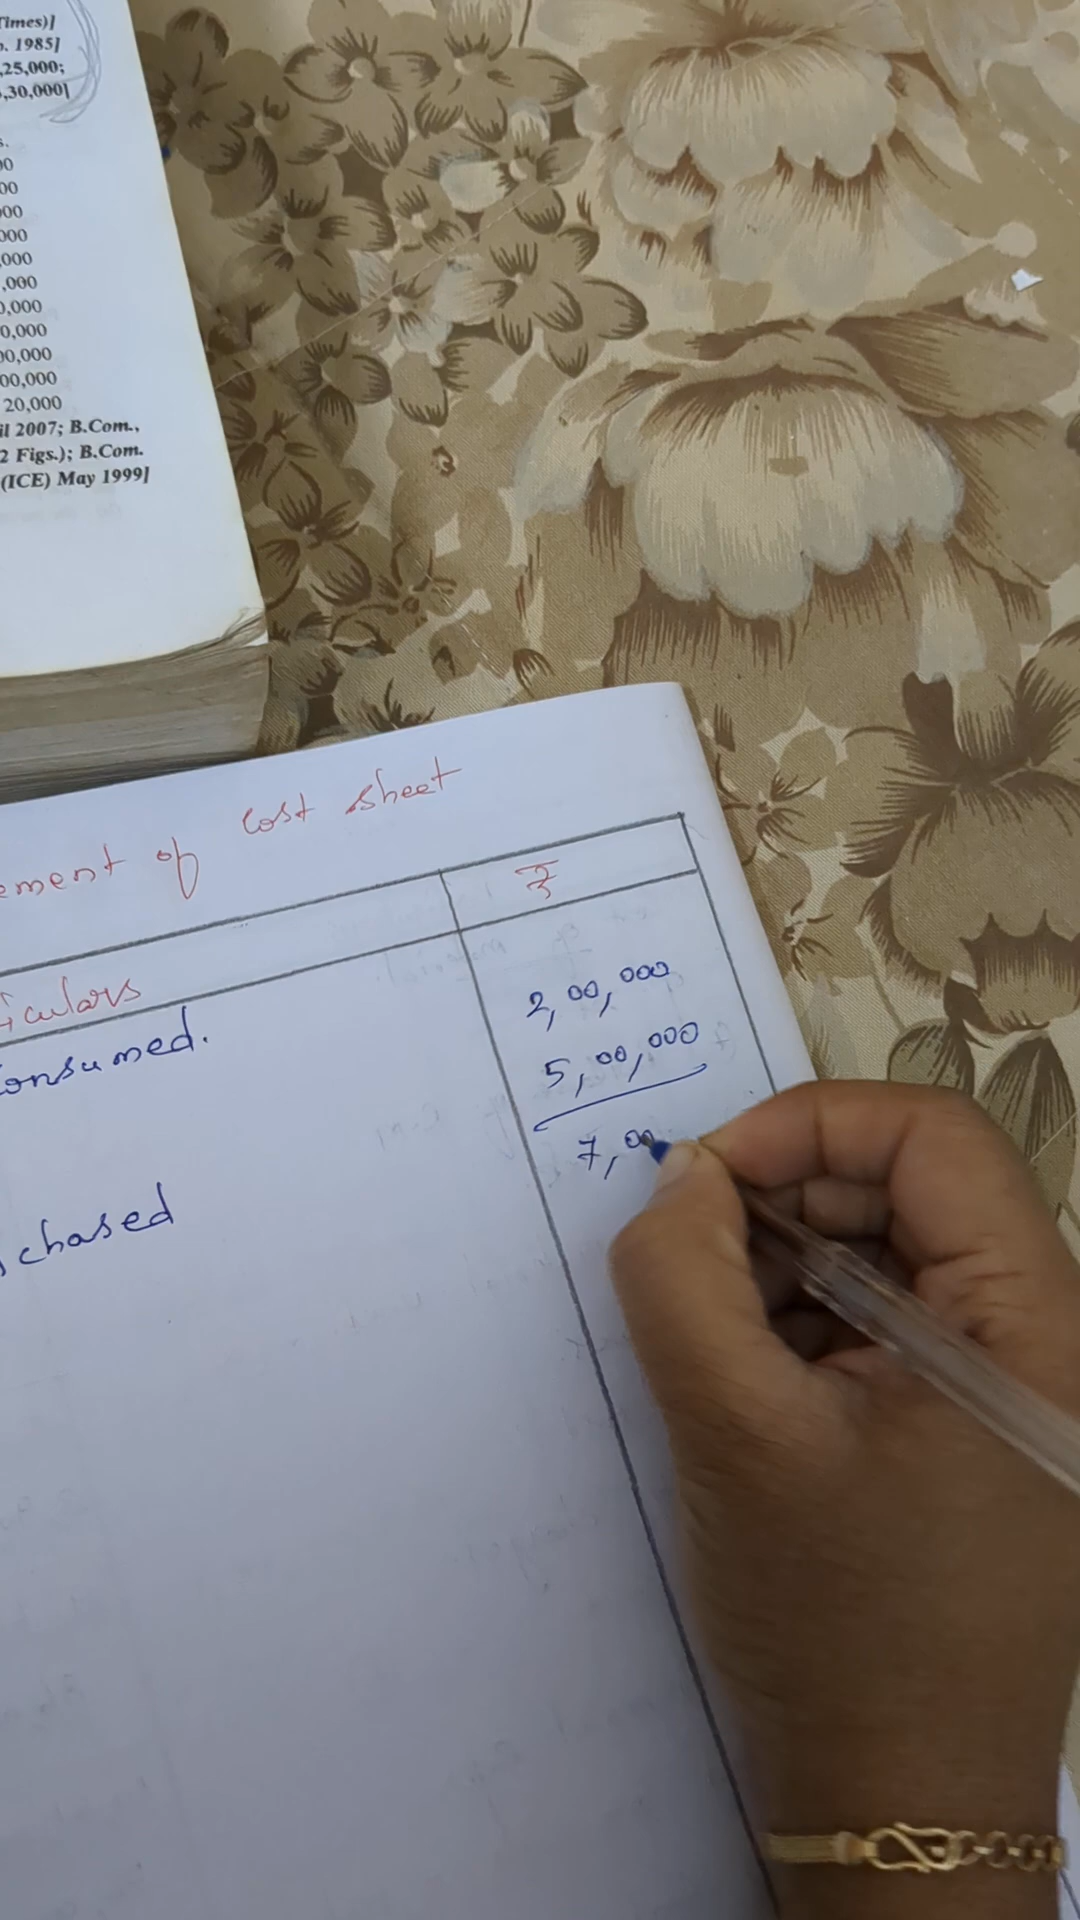 Times)]
. 1985]
,25,000;
,30,000]
s.
00
00
000
000
,000
,000
0,000
0,000
00,000
00,000
20,000
il 2007; B.Com.,
2 Figs.); B.Com.
(ICE) May 1999]
ement of cost sheet
iculars ₹
onsumed. 2,00,000
5,00,000
chased 7,00